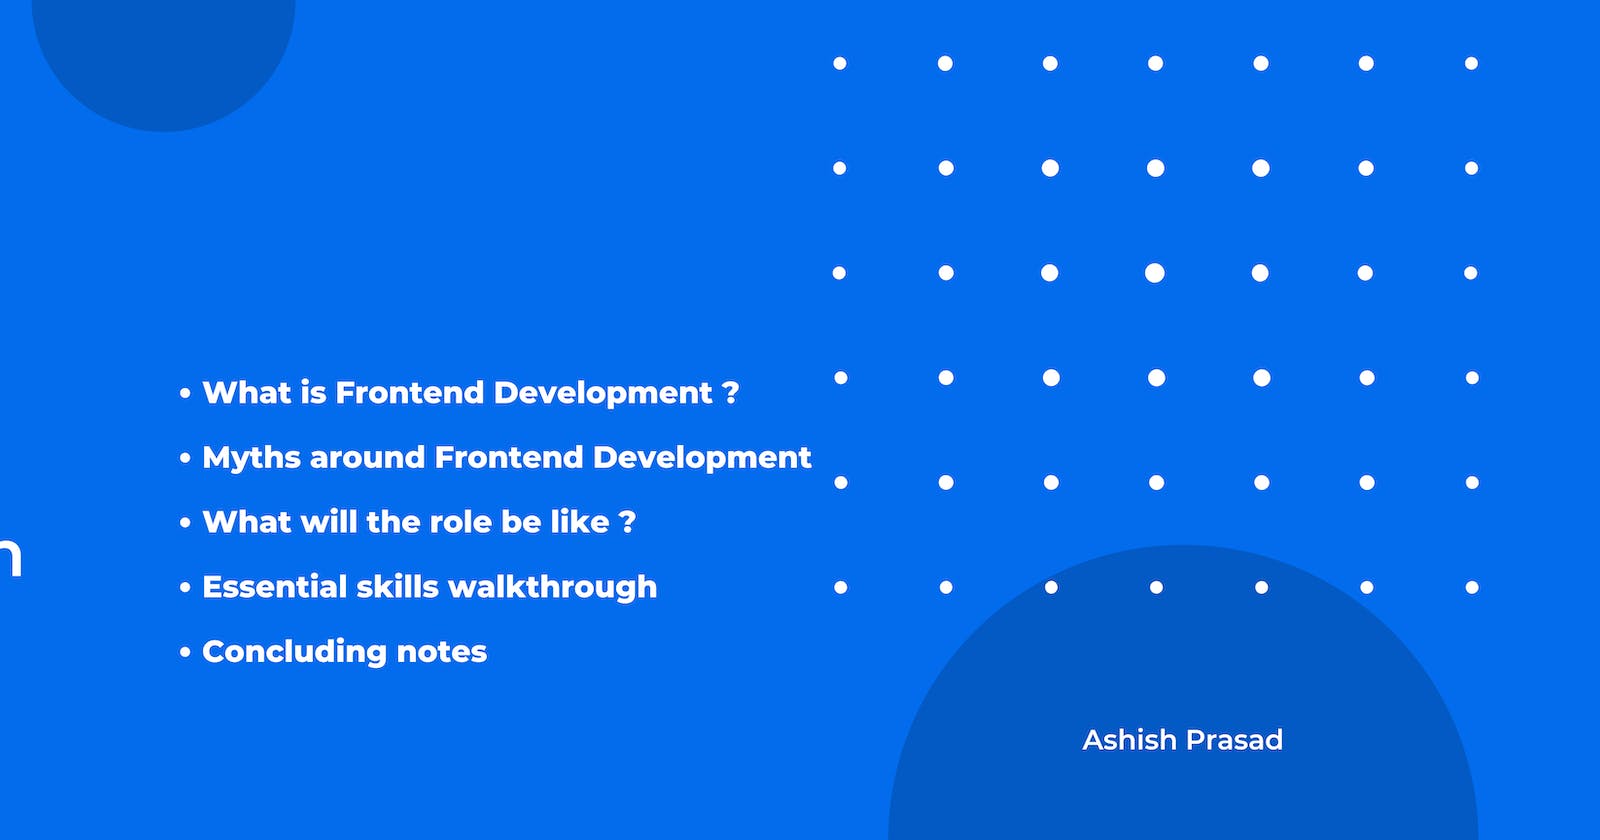 • What is Frontend Development ?
• Myths around Frontend Development
• What will the role be like ?
n
• Essential skills walkthrough
• Concluding notes
Ashish Prasad